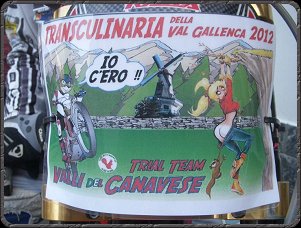 TRANSCULINARIA DELLA VAL GALLENCA 2012
IO
C'ERO !!
TRIAL TEAM
VALLI DEL CANAVESE